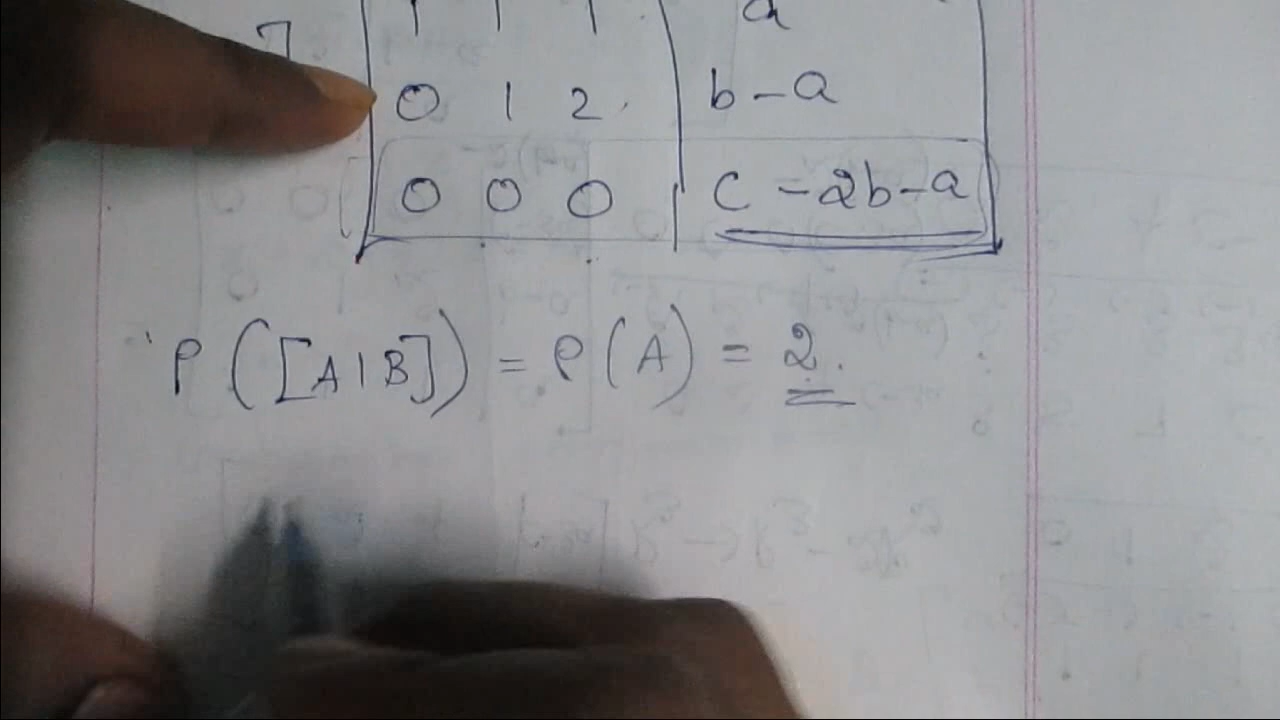 1 1 1 | a
0 1 2 | b - a
0 0 0 | c - 2b - a
ρ ([A | B]) = ρ (A) = 2.